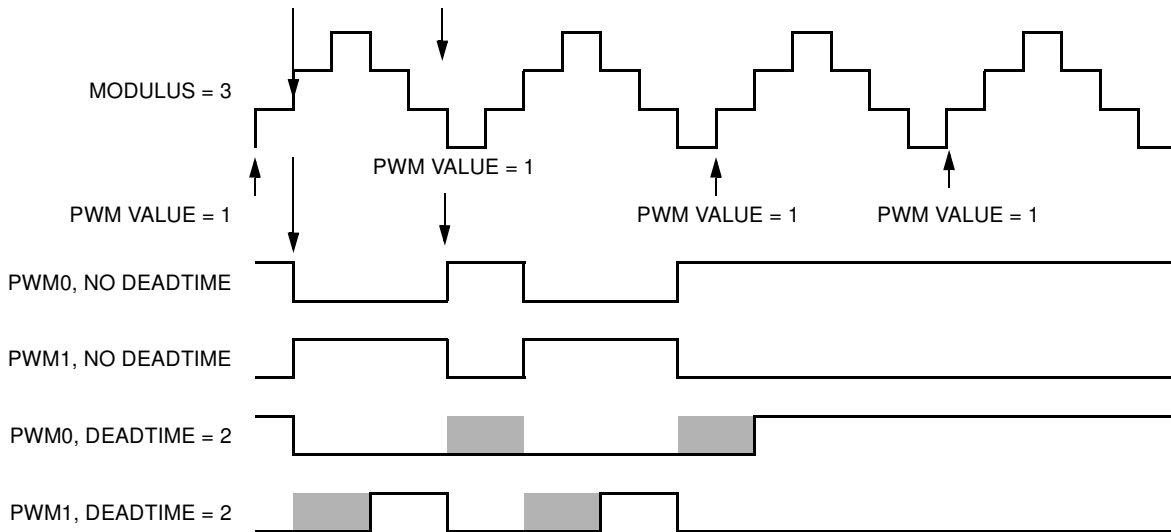 MODULUS = 3
PWM VALUE = 1
PWM VALUE = 1
PWM VALUE = 1
PWM VALUE = 1
PWM0, NO DEADTIME
PWM1, NO DEADTIME
PWM0, DEADTIME = 2
PWM1, DEADTIME = 2